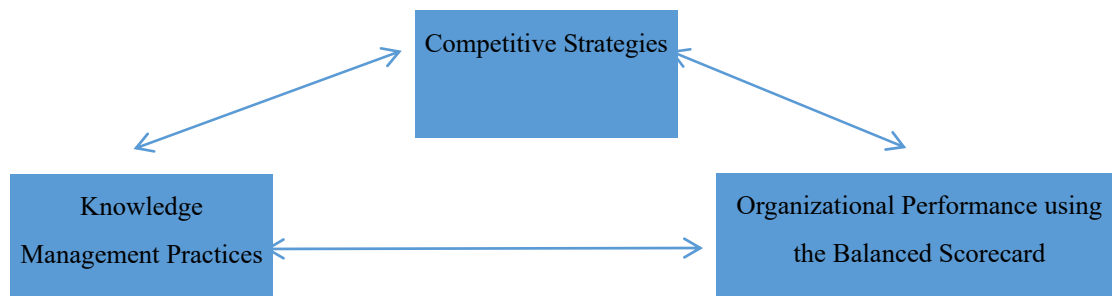 Competitive Strategies
Knowledge
Management Practices
Organizational Performance using
the Balanced Scorecard